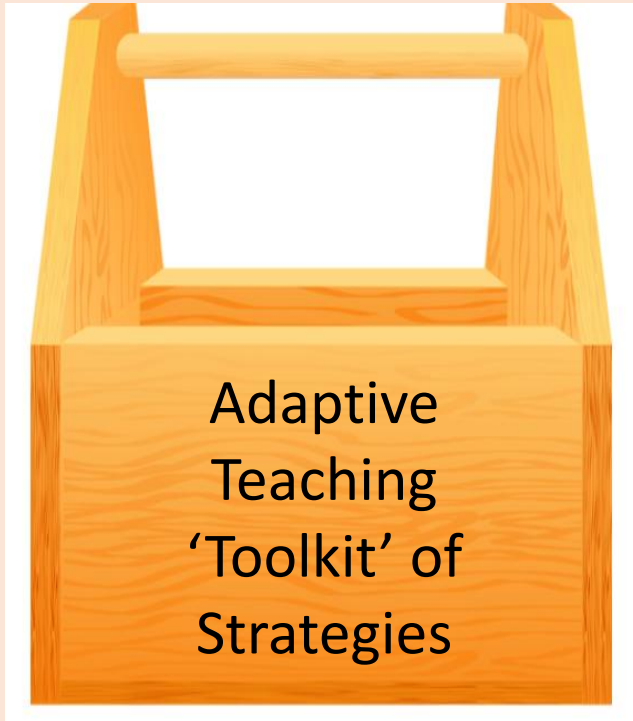 Adaptive
Teaching
‘Toolkit’ of
Strategies